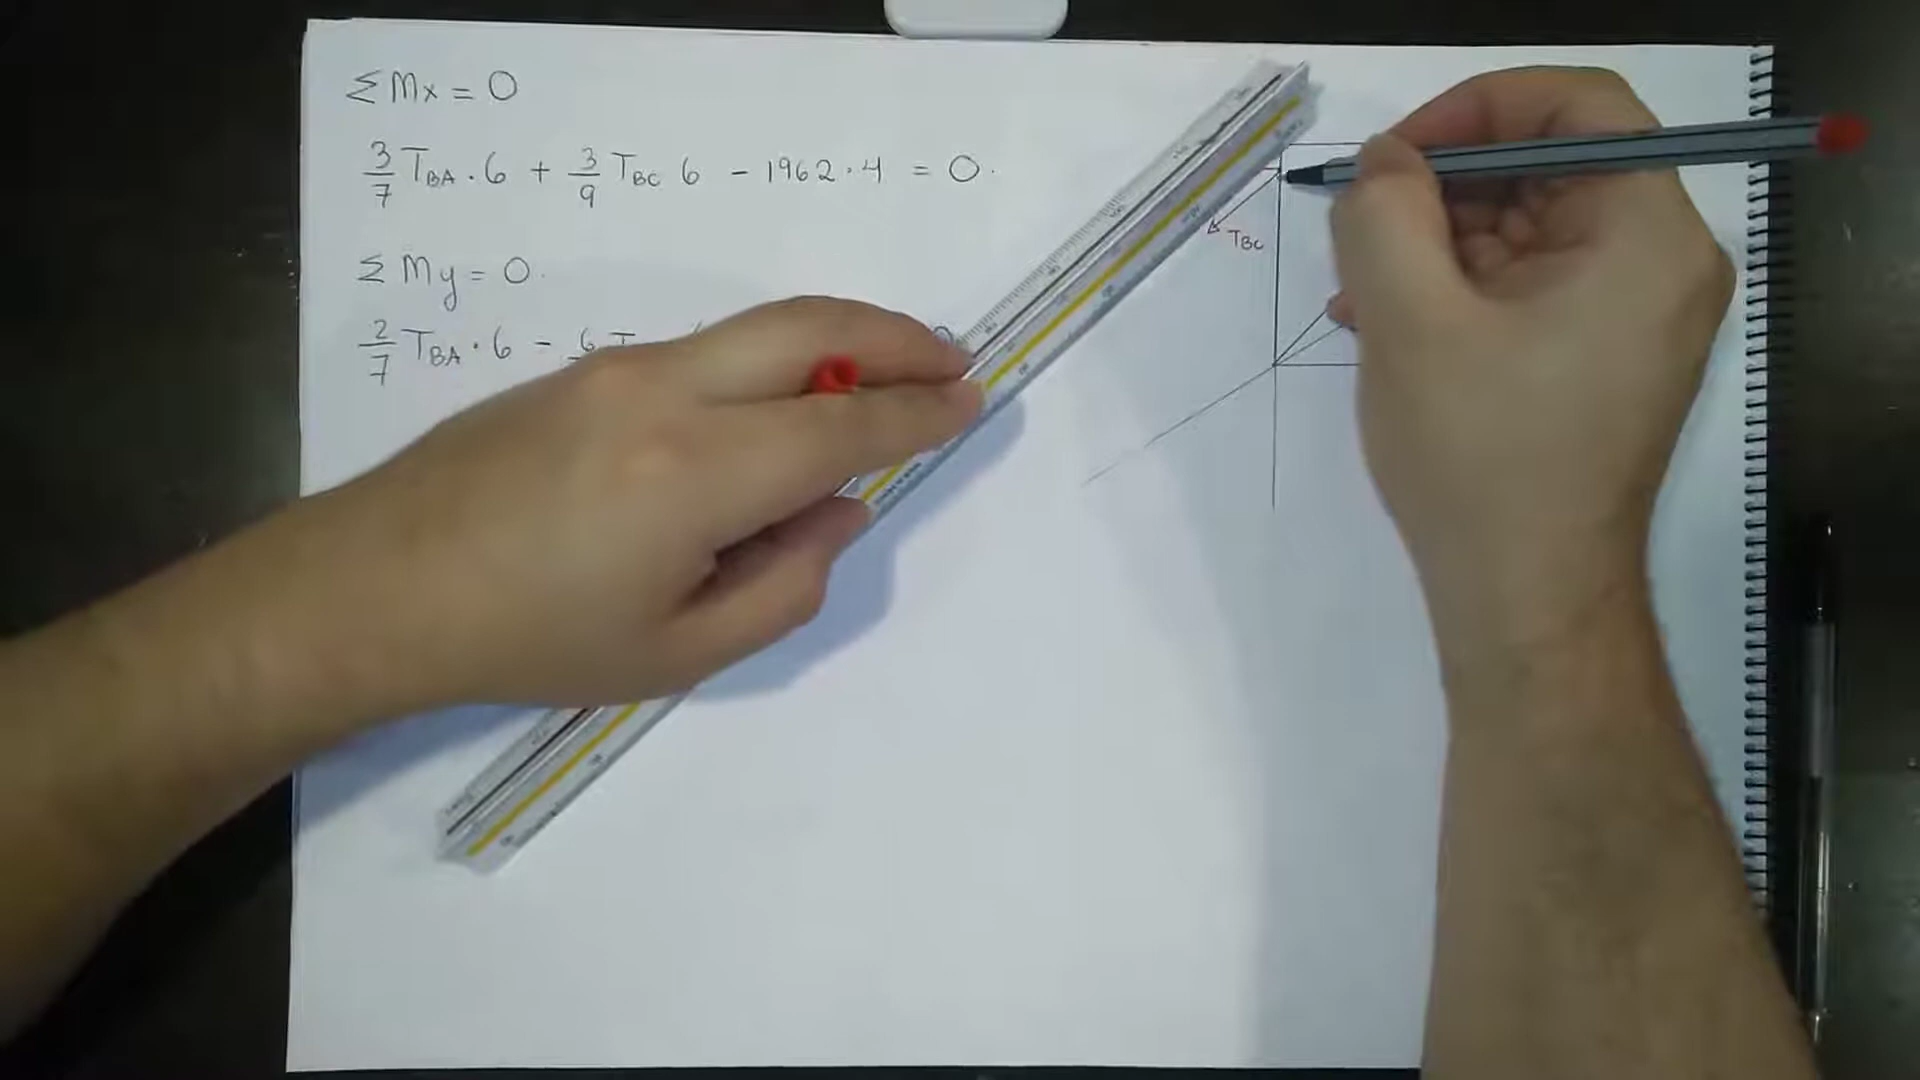 ΣMx = 0
3/7 TBA · 6 + 3/9 TBC 6 - 1962 · 4 = 0.
ΣMy = 0.
2/7 TBA · 6 - 6
TBC